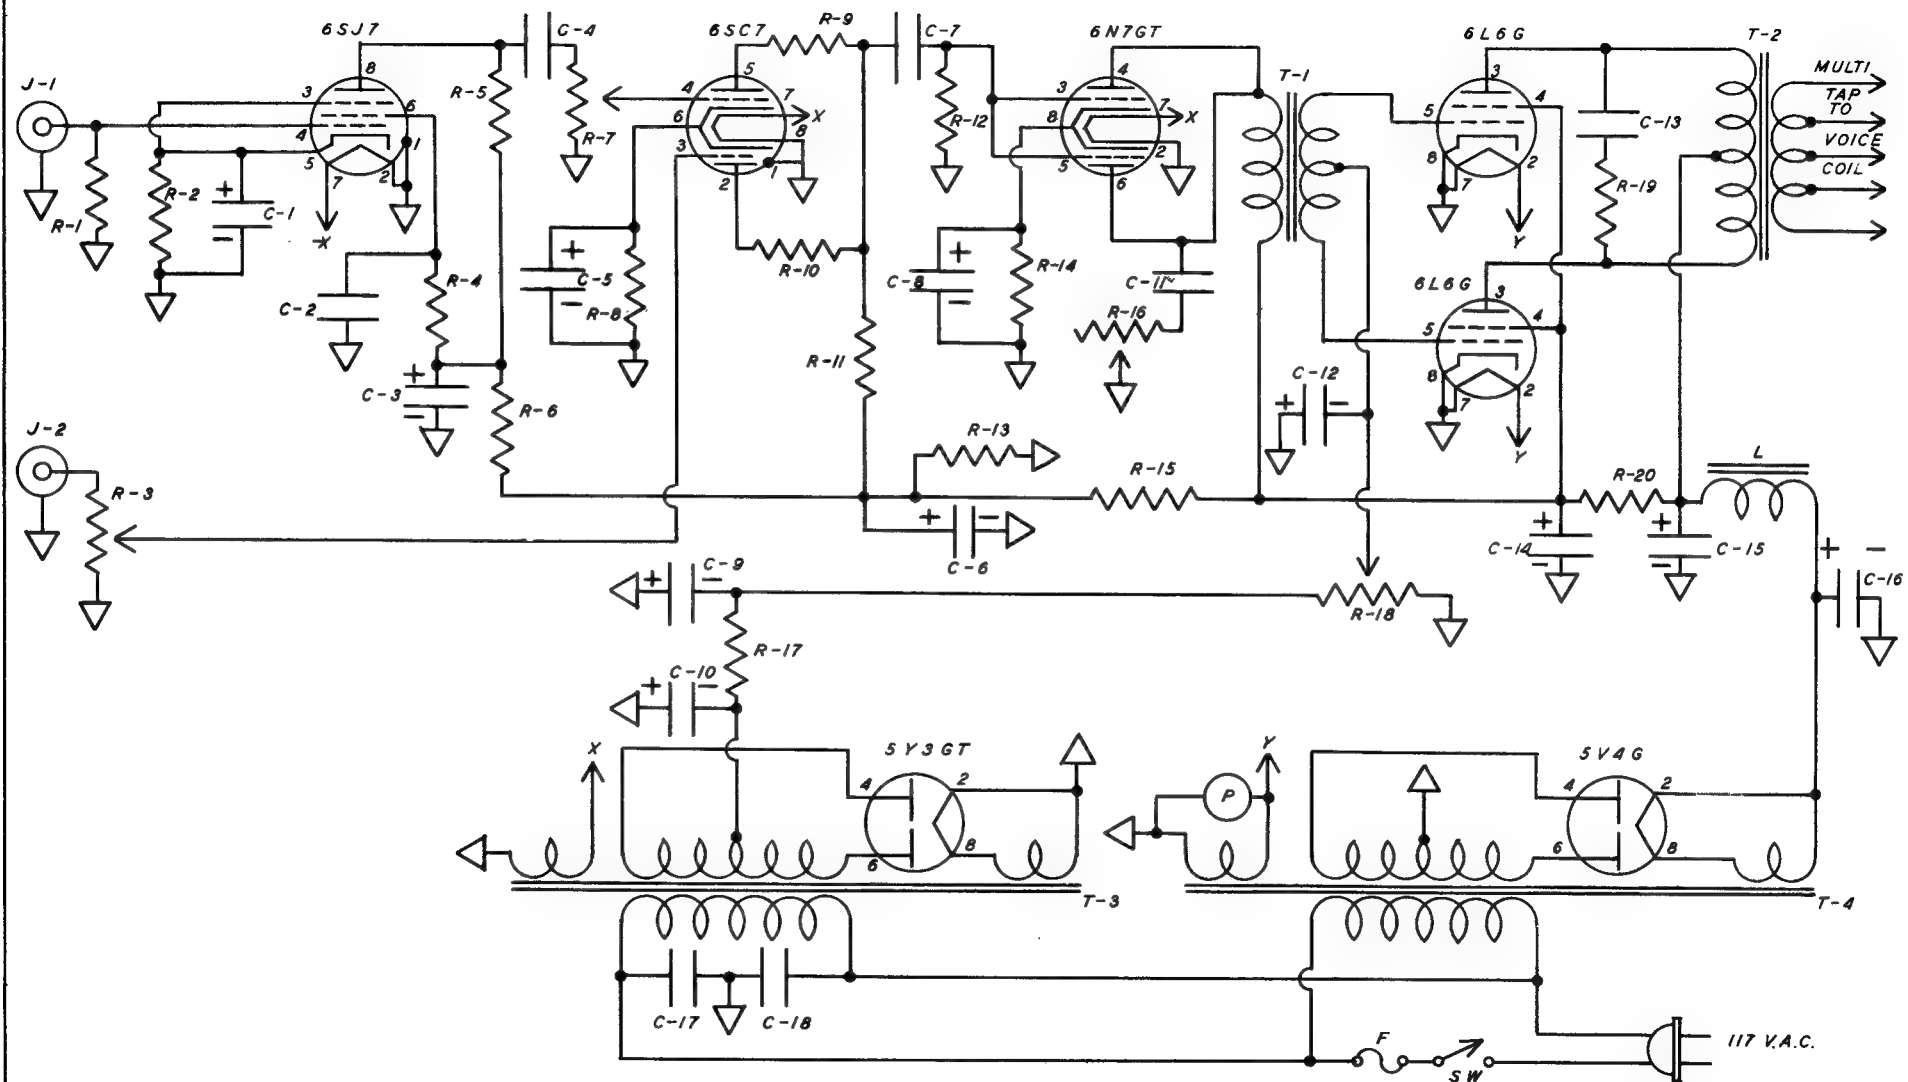 6SJ7
C-4
6SC7
R-9
C-7
6N7GT
6L6G
T-2
J-1
R-1
R-2
C-1
3
4
5
8
6
1
2
7
X
R-5
R-7
C-2
R-4
C-3
R-6
4
6
3
5
7
X
8
1
2
R-10
C-5
R-8
R-11
R-12
3
8
5
4
7
X
2
6
C-8
R-14
C-11
R-16
T-1
5
3
4
8
7
2
Y
C-13
R-19
MULTI
TAP
TO
VOICE
COIL
6L6G
5
3
4
8
7
2
Y
C-12
+ −
J-2
R-3
R-13
R-15
R-20
L
+ −
C-6
+
C-14
−
+
C-15
−
+ −
C-16
+ C-9 −
R-18
R-17
+ C-10 −
X
5Y3GT
4
2
6
8
Y
P
5V4G
4
2
6
8
T-3
T-4
C-17
C-18
F
SW
117 V.A.C.